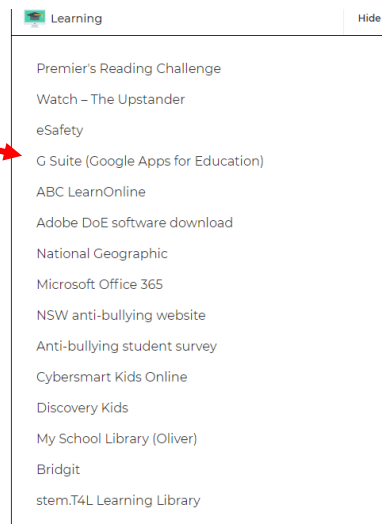 Learning Hide
Premier's Reading Challenge
Watch – The Upstander
eSafety
G Suite (Google Apps for Education)
ABC LearnOnline
Adobe DoE software download
National Geographic
Microsoft Office 365
NSW anti-bullying website
Anti-bullying student survey
Cybersmart Kids Online
Discovery Kids
My School Library (Oliver)
Bridgit
stem.T4L Learning Library